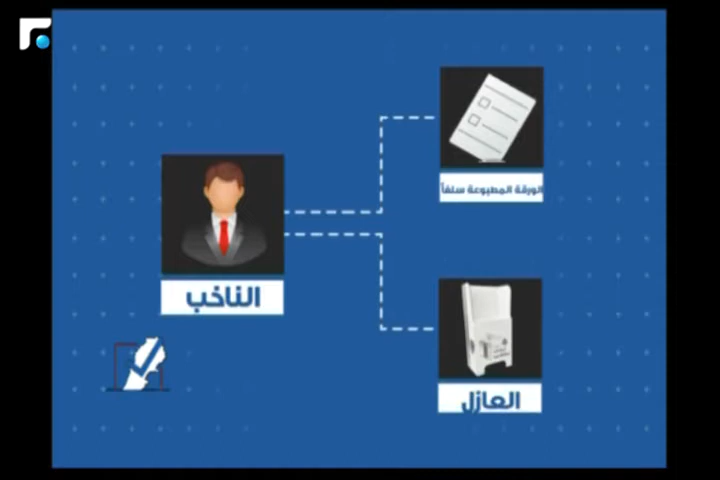 الورقة المطبوعة سلفاً
الناخب
العازل